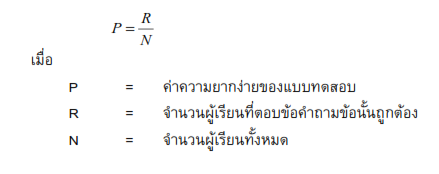 P = R/N
เมื่อ
P = ค่าความยากง่ายของแบบทดสอบ
R = จำนวนผู้เรียนที่ตอบข้อคำถามข้อนั้นถูกต้อง
N = จำนวนผู้เรียนทั้งหมด